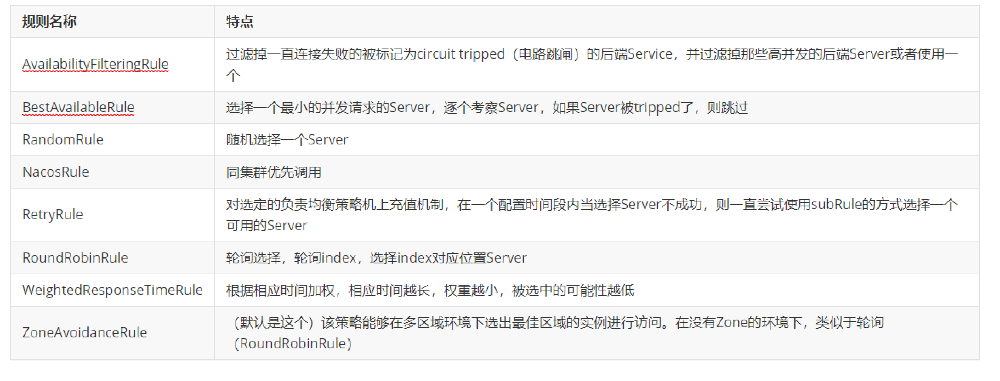 规则名称
特点
AvailabilityFilteringRule
过滤掉一直连接失败的被标记为circuit tripped（电路跳闸）的后端Service，并过滤掉那些高并发的后端Server或者使用一
个
BestAvailableRule
选择一个最小的并发请求的Server，逐个考察Server，如果Server被tripped了，则跳过
RandomRule
随机选择一个Server
NacosRule
同集群优先调用
RetryRule
对选定的负责均衡策略机上充值机制，在一个配置时间段内当选择Server不成功，则一直尝试使用subRule的方式选择一个
可用的Server
RoundRobinRule
轮询选择，轮询index，选择index对应位置Server
WeightedResponseTimeRule
根据相应时间加权，相应时间越长，权重越小，被选中的可能性越低
ZoneAvoidanceRule
（默认是这个）该策略能够在多区域环境下选出最佳区域的实例进行访问。在没有Zone的环境下，类似于轮询
（RoundRobinRule）